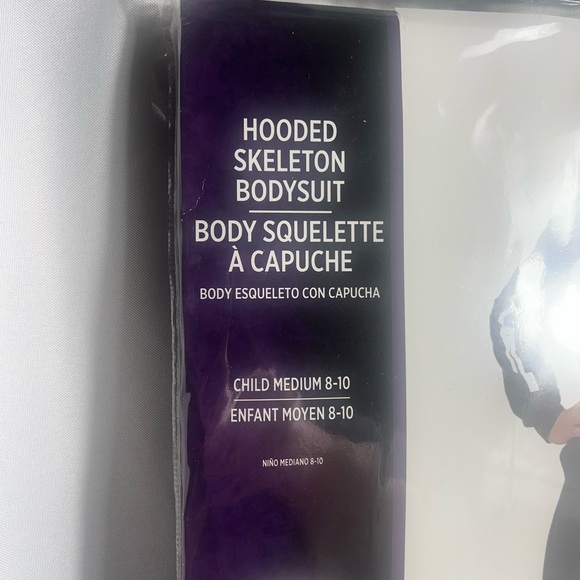 HOODED
SKELETON
BODYSUIT
BODY SQUELETTE
À CAPUCHE
BODY ESQUELETO CON CAPUCHA
CHILD MEDIUM 8-10
ENFANT MOYEN 8-10
NIÑO MEDIANO 8-10